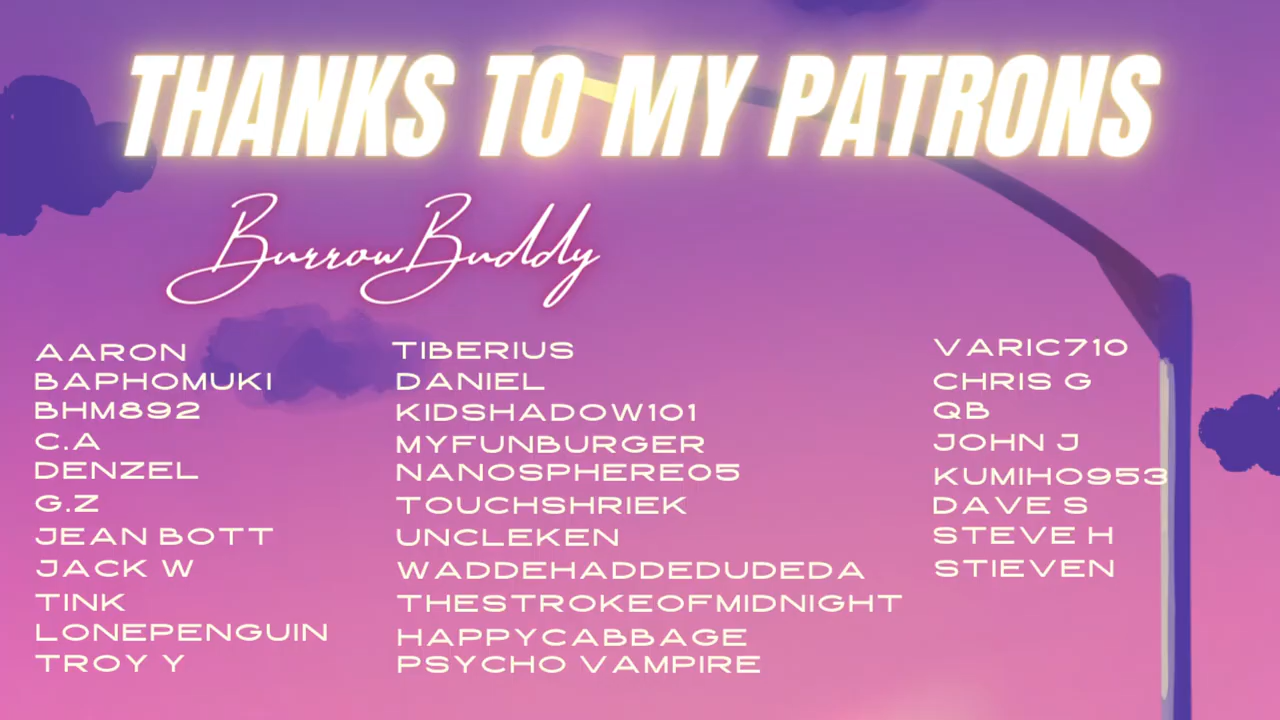 THANKS TO MY PATRONS
BurrowBuddy
AARON
BAPHOMUKI
BHM892
C.A
DENZEL
G.Z
JEAN BOTT
JACK W
TINK
LONEPENGUIN
TROY Y
TIBERIUS
DANIEL
KIDSHADOW101
MYFUNBURGER
NANOSPHERE05
TOUCHSHRIEK
UNCLEKEN
WADDEHADDEDUDEDA
THESTROKEOFMIDNIGHT
HAPPYCABBAGE
PSYCHO VAMPIRE
VARIC710
CHRIS G
QB
JOHN J
KUMIHO953
DAVE S
STEVE H
STIEVEN